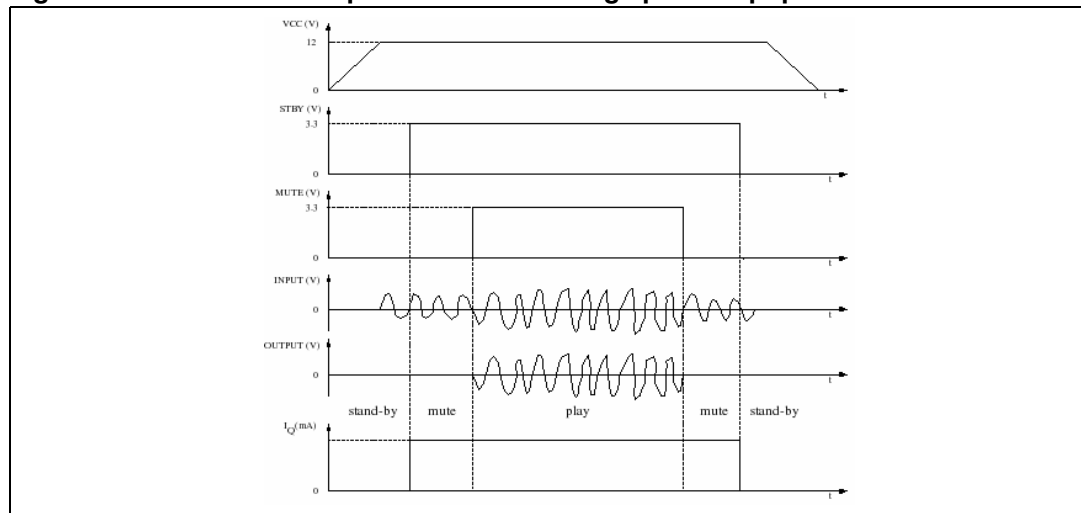 VCC (V)
12
0
t
STBY (V)
3.3
0
t
MUTE (V)
3.3
0
t
INPUT (V)
0
t
OUTPUT (V)
0
t
stand-by mute play mute stand-by
IQ(mA)
0
t